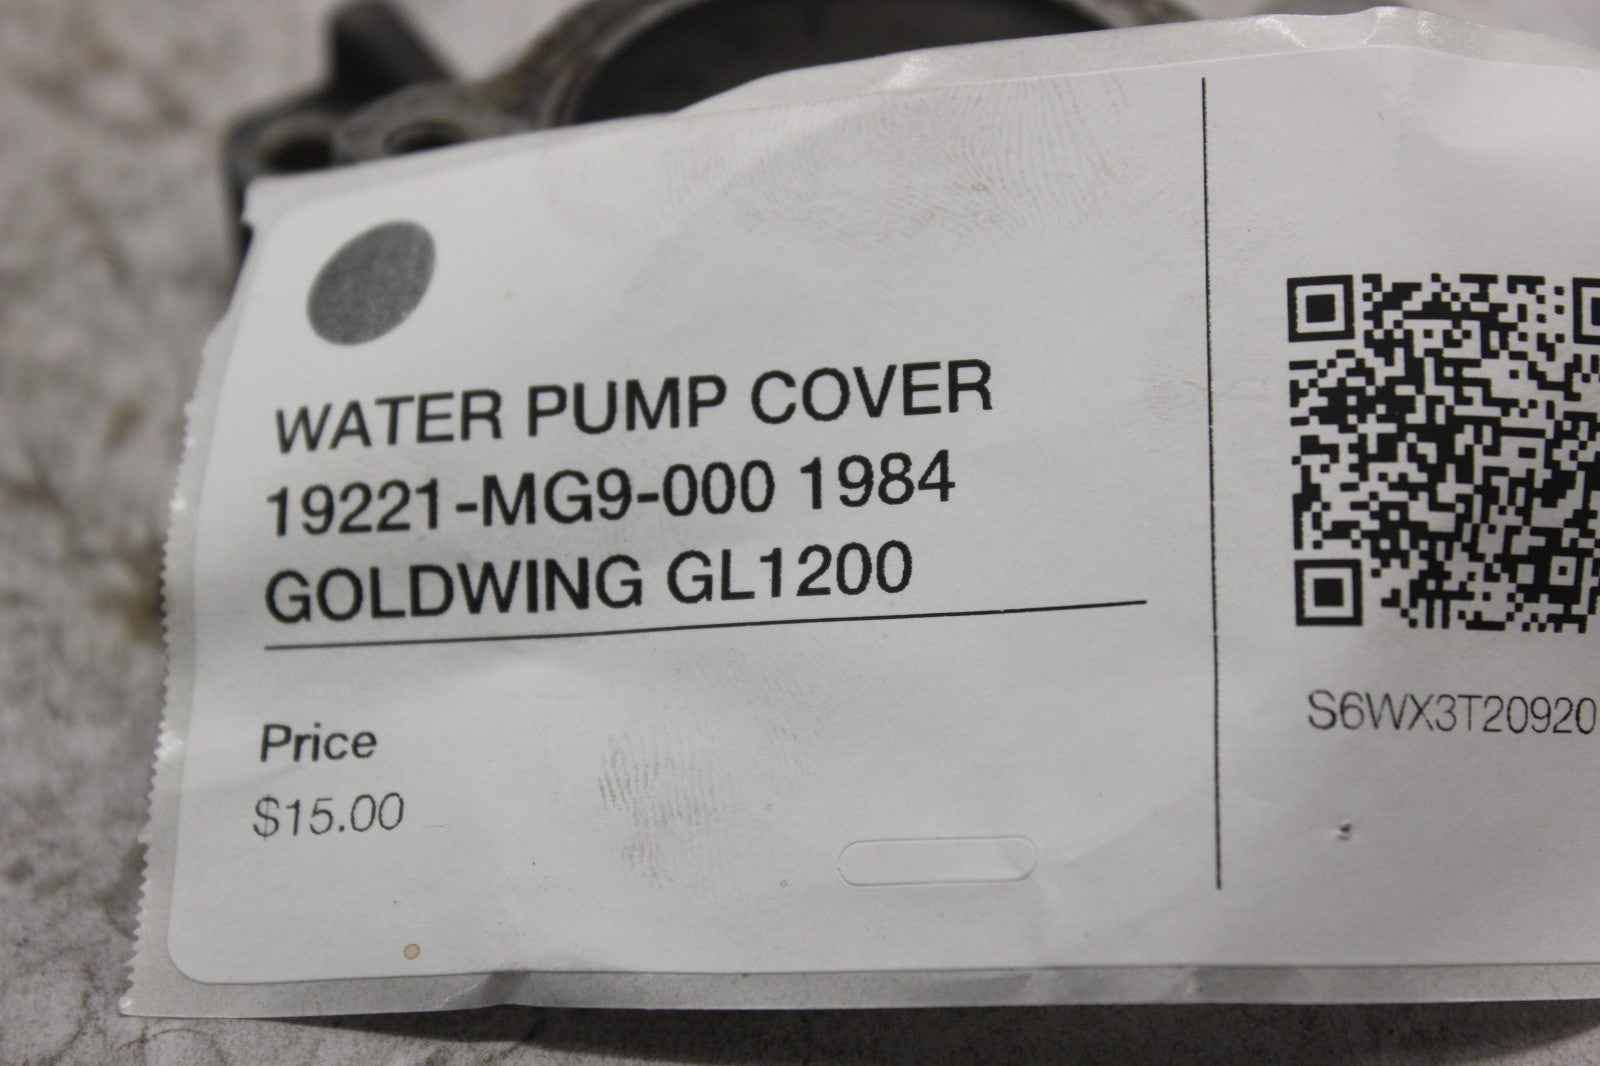 WATER PUMP COVER
19221-MG9-000 1984
GOLDWING GL1200
Price
$15.00
S6WX3T20920